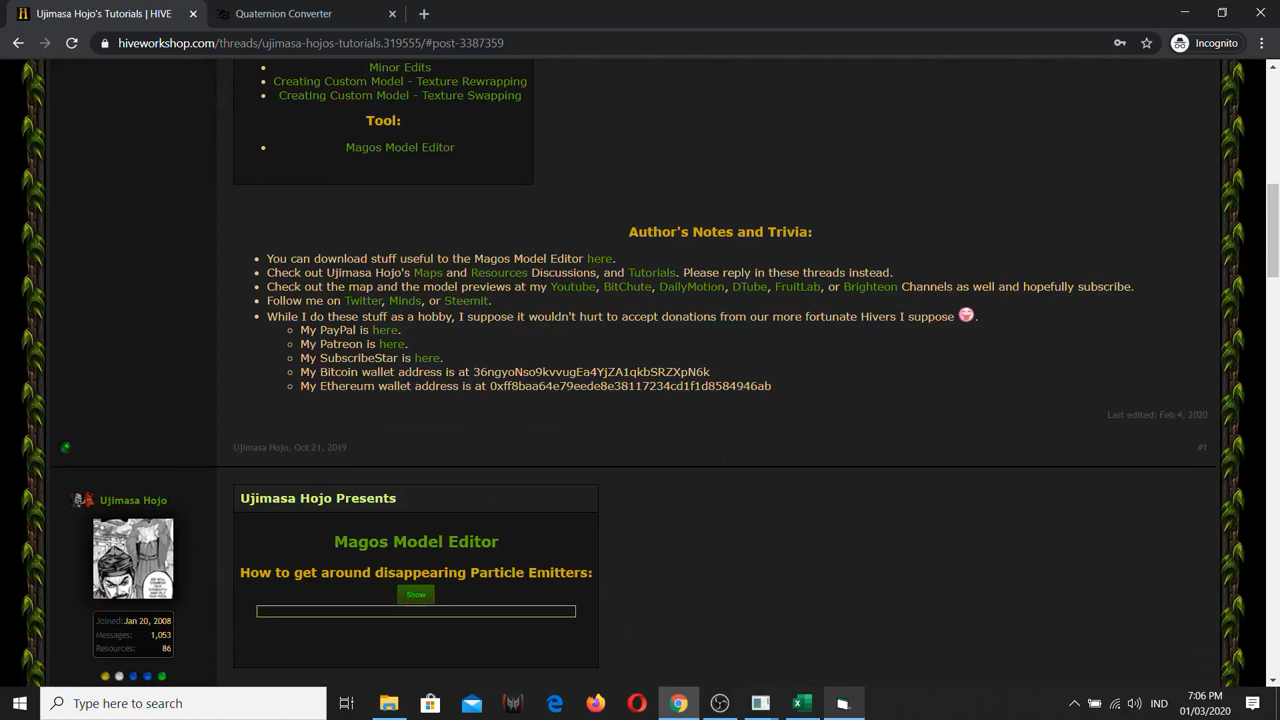 Ujimasa Hojo's Tutorials | HIVE
Quaternion Converter
hiveworkshop.com/threads/ujimasa-hojos-tutorials.319555/#post-3387359
Incognito
Minor Edits
Creating Custom Model - Texture Rewrapping
Creating Custom Model - Texture Swapping
Tool:
Magos Model Editor
Author's Notes and Trivia:
You can download stuff useful to the Magos Model Editor here.
Check out Ujimasa Hojo's Maps and Resources Discussions, and Tutorials. Please reply in these threads instead.
Check out the map and the model previews at my Youtube, BitChute, DailyMotion, DTube, FruitLab, or Brighteon Channels as well and hopefully subscribe.
Follow me on Twitter, Minds, or Steemit.
While I do these stuff as a hobby, I suppose it wouldn't hurt to accept donations from our more fortunate Hivers I suppose .
My PayPal is here.
My Patreon is here.
My SubscribeStar is here.
My Bitcoin wallet address is at 36ngyoNso9kvvugEa4YjZA1qkbSRZXpN6k
My Ethereum wallet address is at 0xff8baa64e79eede8e38117234cd1f1d8584946ab
Last edited: Feb 4, 2020
Ujimasa Hojo, Oct 21, 2019
#1
Ujimasa Hojo
Joined: Jan 20, 2008
Messages: 1,053
Resources: 86
Ujimasa Hojo Presents
Magos Model Editor
How to get around disappearing Particle Emitters:
Show
Type here to search
IND
7:06 PM
01/03/2020